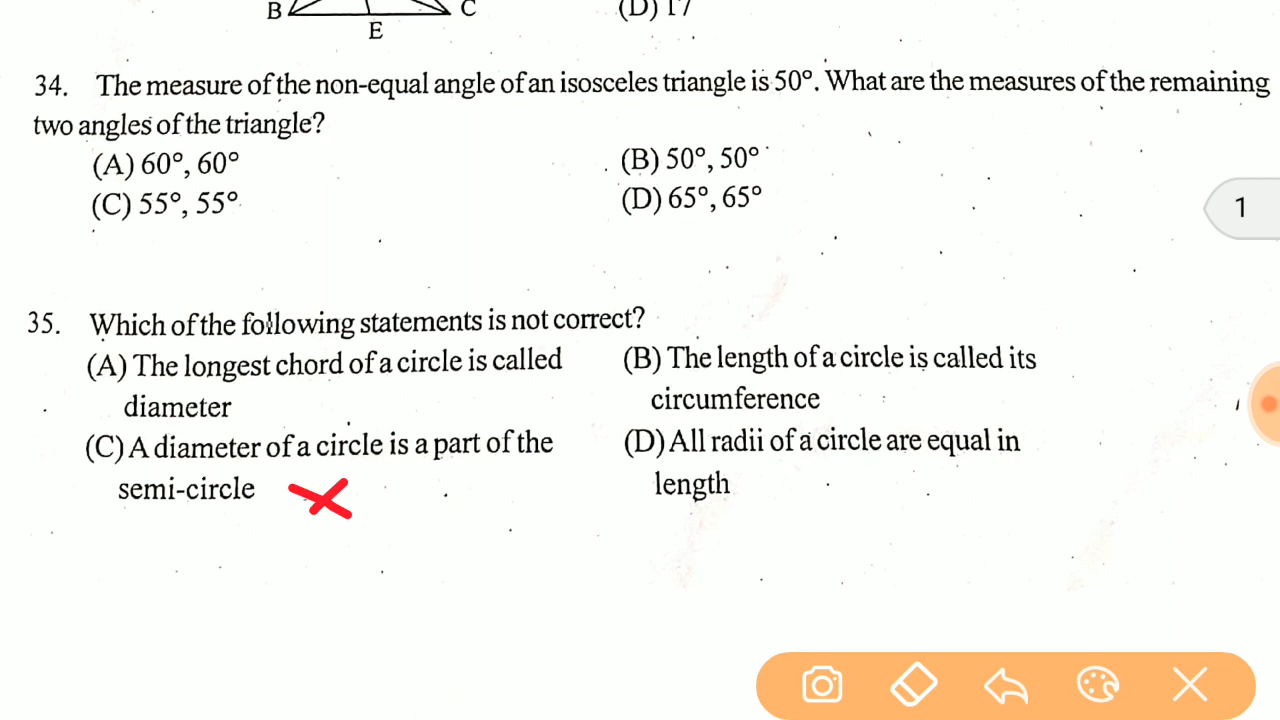 B C (D) 17
E
34. The measure of the non-equal angle of an isosceles triangle is 50°. What are the measures of the remaining
two angles of the triangle?
(A) 60°, 60° (B) 50°, 50°
(C) 55°, 55° (D) 65°, 65°
1
35. Which of the following statements is not correct?
(A) The longest chord of a circle is called (B) The length of a circle is called its
diameter circumference
(C) A diameter of a circle is a part of the (D) All radii of a circle are equal in
semi-circle length